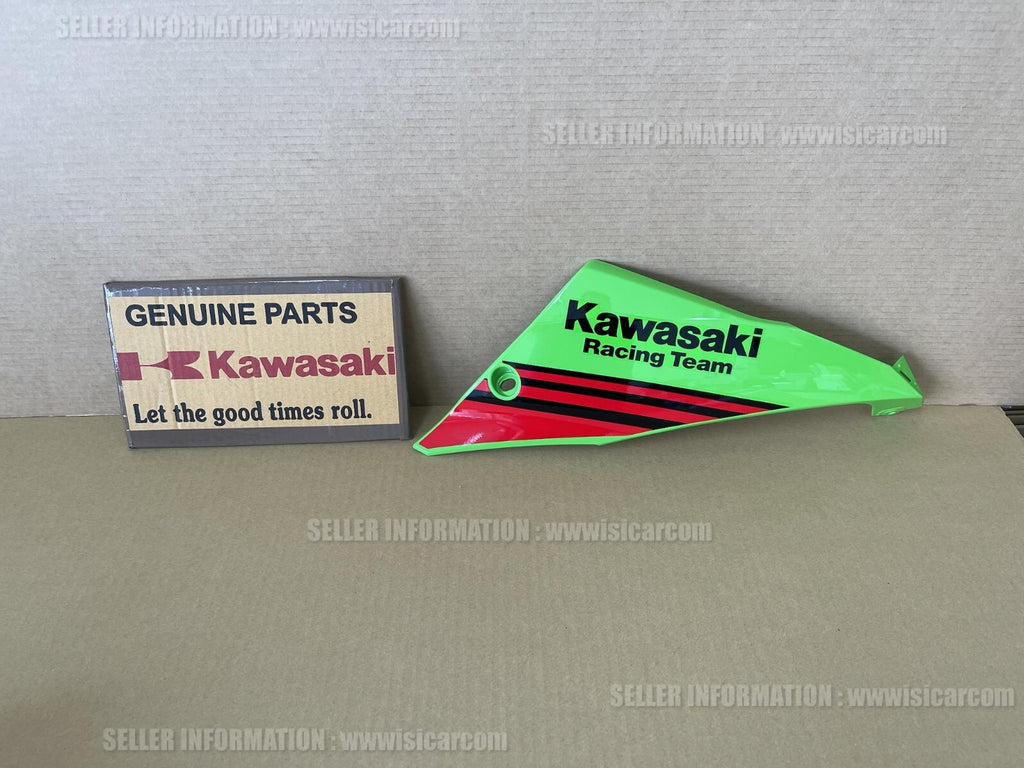 SELLER INFORMATION : wwwisicarcom
SELLER INFORMATION : wwwisicarcom
GENUINE PARTS
Kawasaki
Let the good times roll.
Kawasaki
Racing Team
SELLER INFORMATION : wwwisicarcom
SELLER INFORMATION : wwwisicarcom
SELLER INFORMATION : wwwisicarcom